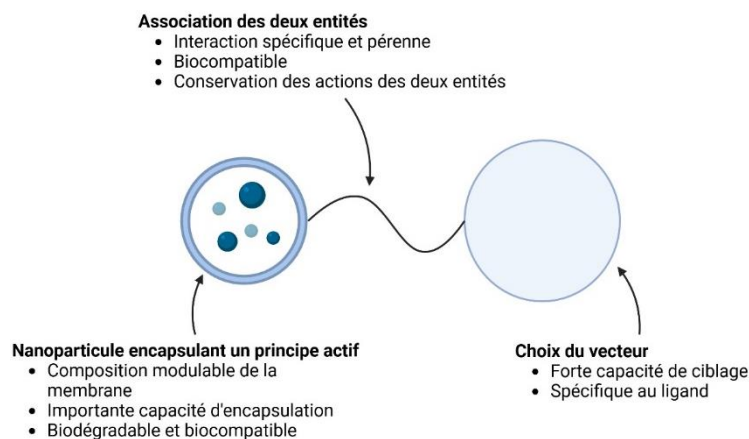 Association des deux entités
• Interaction spécifique et pérenne
• Biocompatible
• Conservation des actions des deux entités
Nanoparticule encapsulant un principe actif
• Composition modulable de la
membrane
• Importante capacité d'encapsulation
• Biodégradable et biocompatible
Choix du vecteur
• Forte capacité de ciblage
• Spécifique au ligand